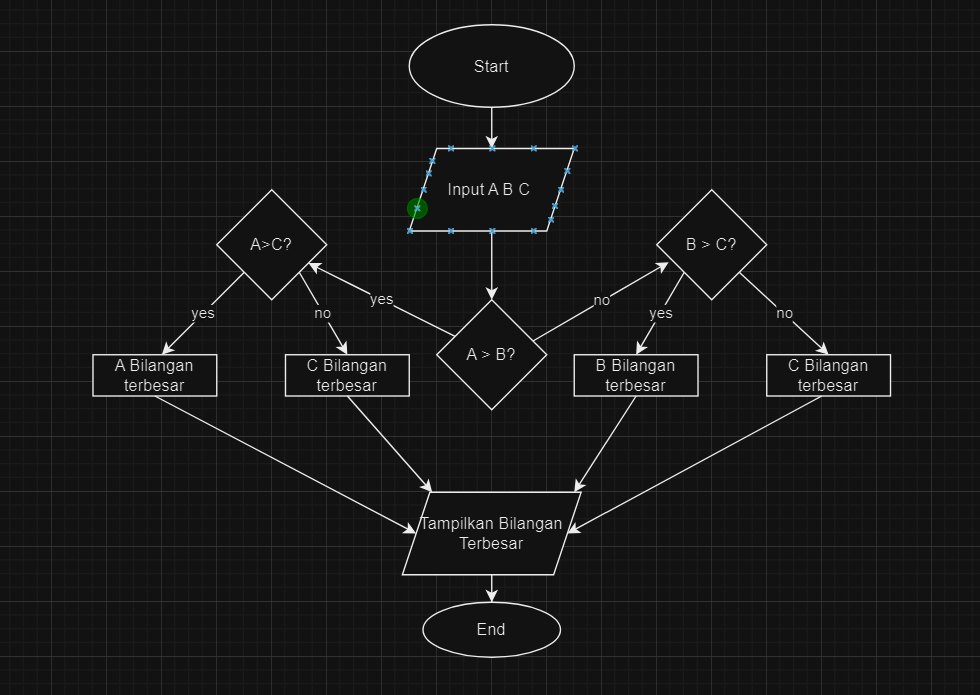 Start
Input A B C
A>C?
B > C?
yes
no
A > B?
yes
no
yes
no
A Bilangan
terbesar
C Bilangan
terbesar
B Bilangan
terbesar
C Bilangan
terbesar
Tampilkan Bilangan
Terbesar
End